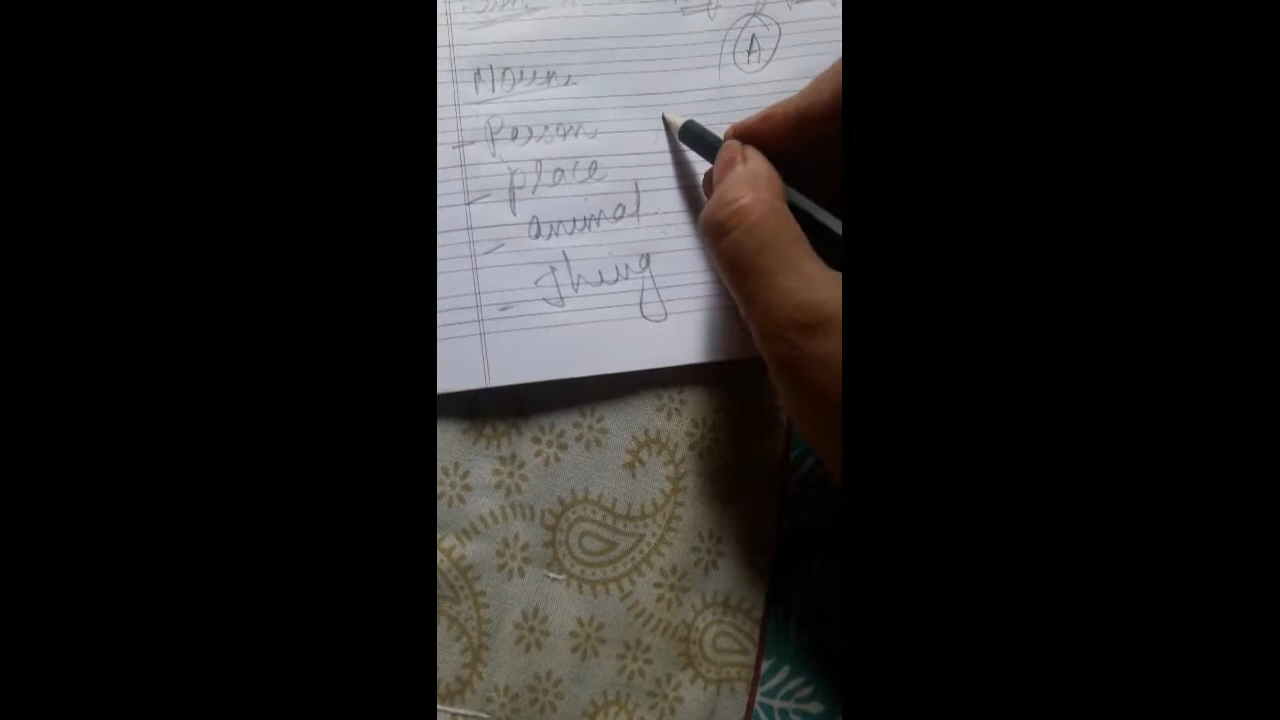 A
Noun
- Person
- place
- animal
- Thing